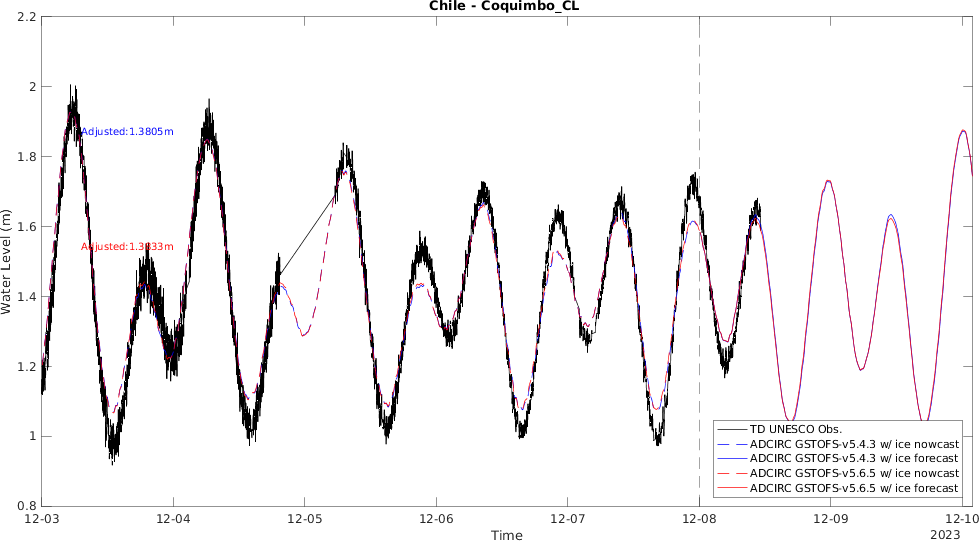 Chile - Coquimbo_CL
Water Level (m)
2.2
2
1.8
1.6
1.4
1.2
1
0.8
Adjusted:1.3805m
Adjusted:1.3833m
TD UNESCO Obs.
ADCIRC GSTOFS-v5.4.3 w/ ice nowcast
ADCIRC GSTOFS-v5.4.3 w/ ice forecast
ADCIRC GSTOFS-v5.6.5 w/ ice nowcast
ADCIRC GSTOFS-v5.6.5 w/ ice forecast
12-03 12-04 12-05 12-06 12-07 12-08 12-09 12-10
Time
2023